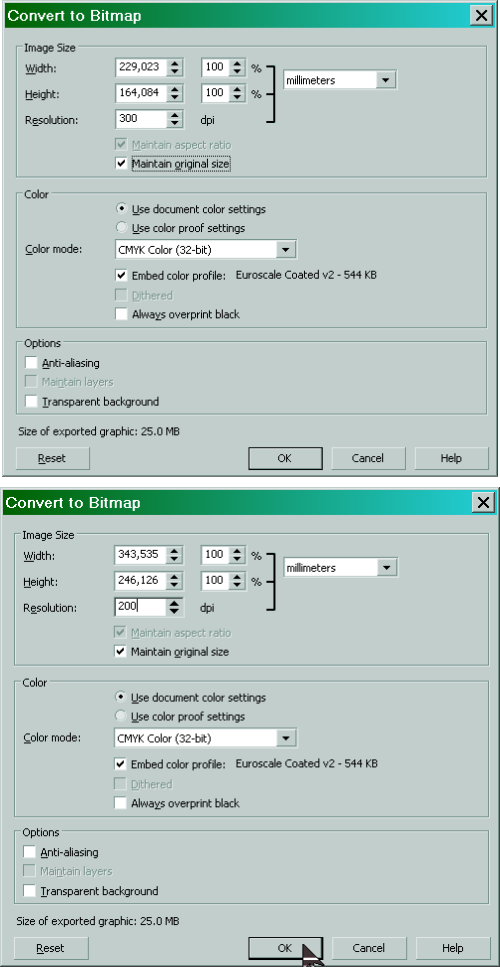 Convert to Bitmap
Image Size
Width: 229,023 100 % millimeters
Height: 164,084 100 %
Resolution: 300 dpi
Maintain aspect ratio
Maintain original size
Color
Use document color settings
Use color proof settings
Color mode: CMYK Color (32-bit)
Embed color profile: Euroscale Coated v2 - 544 KB
Dithered
Always overprint black
Options
Anti-aliasing
Maintain layers
Transparent background
Size of exported graphic: 25.0 MB
Reset OK Cancel Help
Convert to Bitmap
Image Size
Width: 343,535 100 % millimeters
Height: 246,126 100 %
Resolution: 200 dpi
Maintain aspect ratio
Maintain original size
Color
Use document color settings
Use color proof settings
Color mode: CMYK Color (32-bit)
Embed color profile: Euroscale Coated v2 - 544 KB
Dithered
Always overprint black
Options
Anti-aliasing
Maintain layers
Transparent background
Size of exported graphic: 25.0 MB
Reset OK Cancel Help